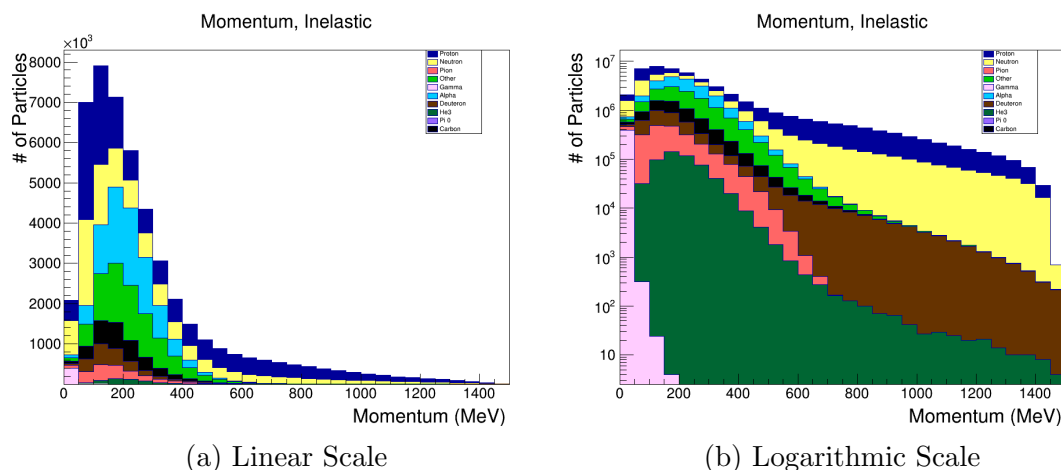 Momentum, Inelastic
×10³
# of Particles
8000
7000
6000
5000
4000
3000
2000
1000
0 200 400 600 800 1000 1200 1400
Momentum (MeV)
Proton
Neutron
Pion
Other
Gamma
Alpha
Deuteron
He3
Pi 0
Carbon
(a) Linear Scale
Momentum, Inelastic
# of Particles
10⁷
10⁶
10⁵
10⁴
10³
10²
10
0 200 400 600 800 1000 1200 1400
Momentum (MeV)
Proton
Neutron
Pion
Other
Gamma
Alpha
Deuteron
He3
Pi 0
Carbon
(b) Logarithmic Scale